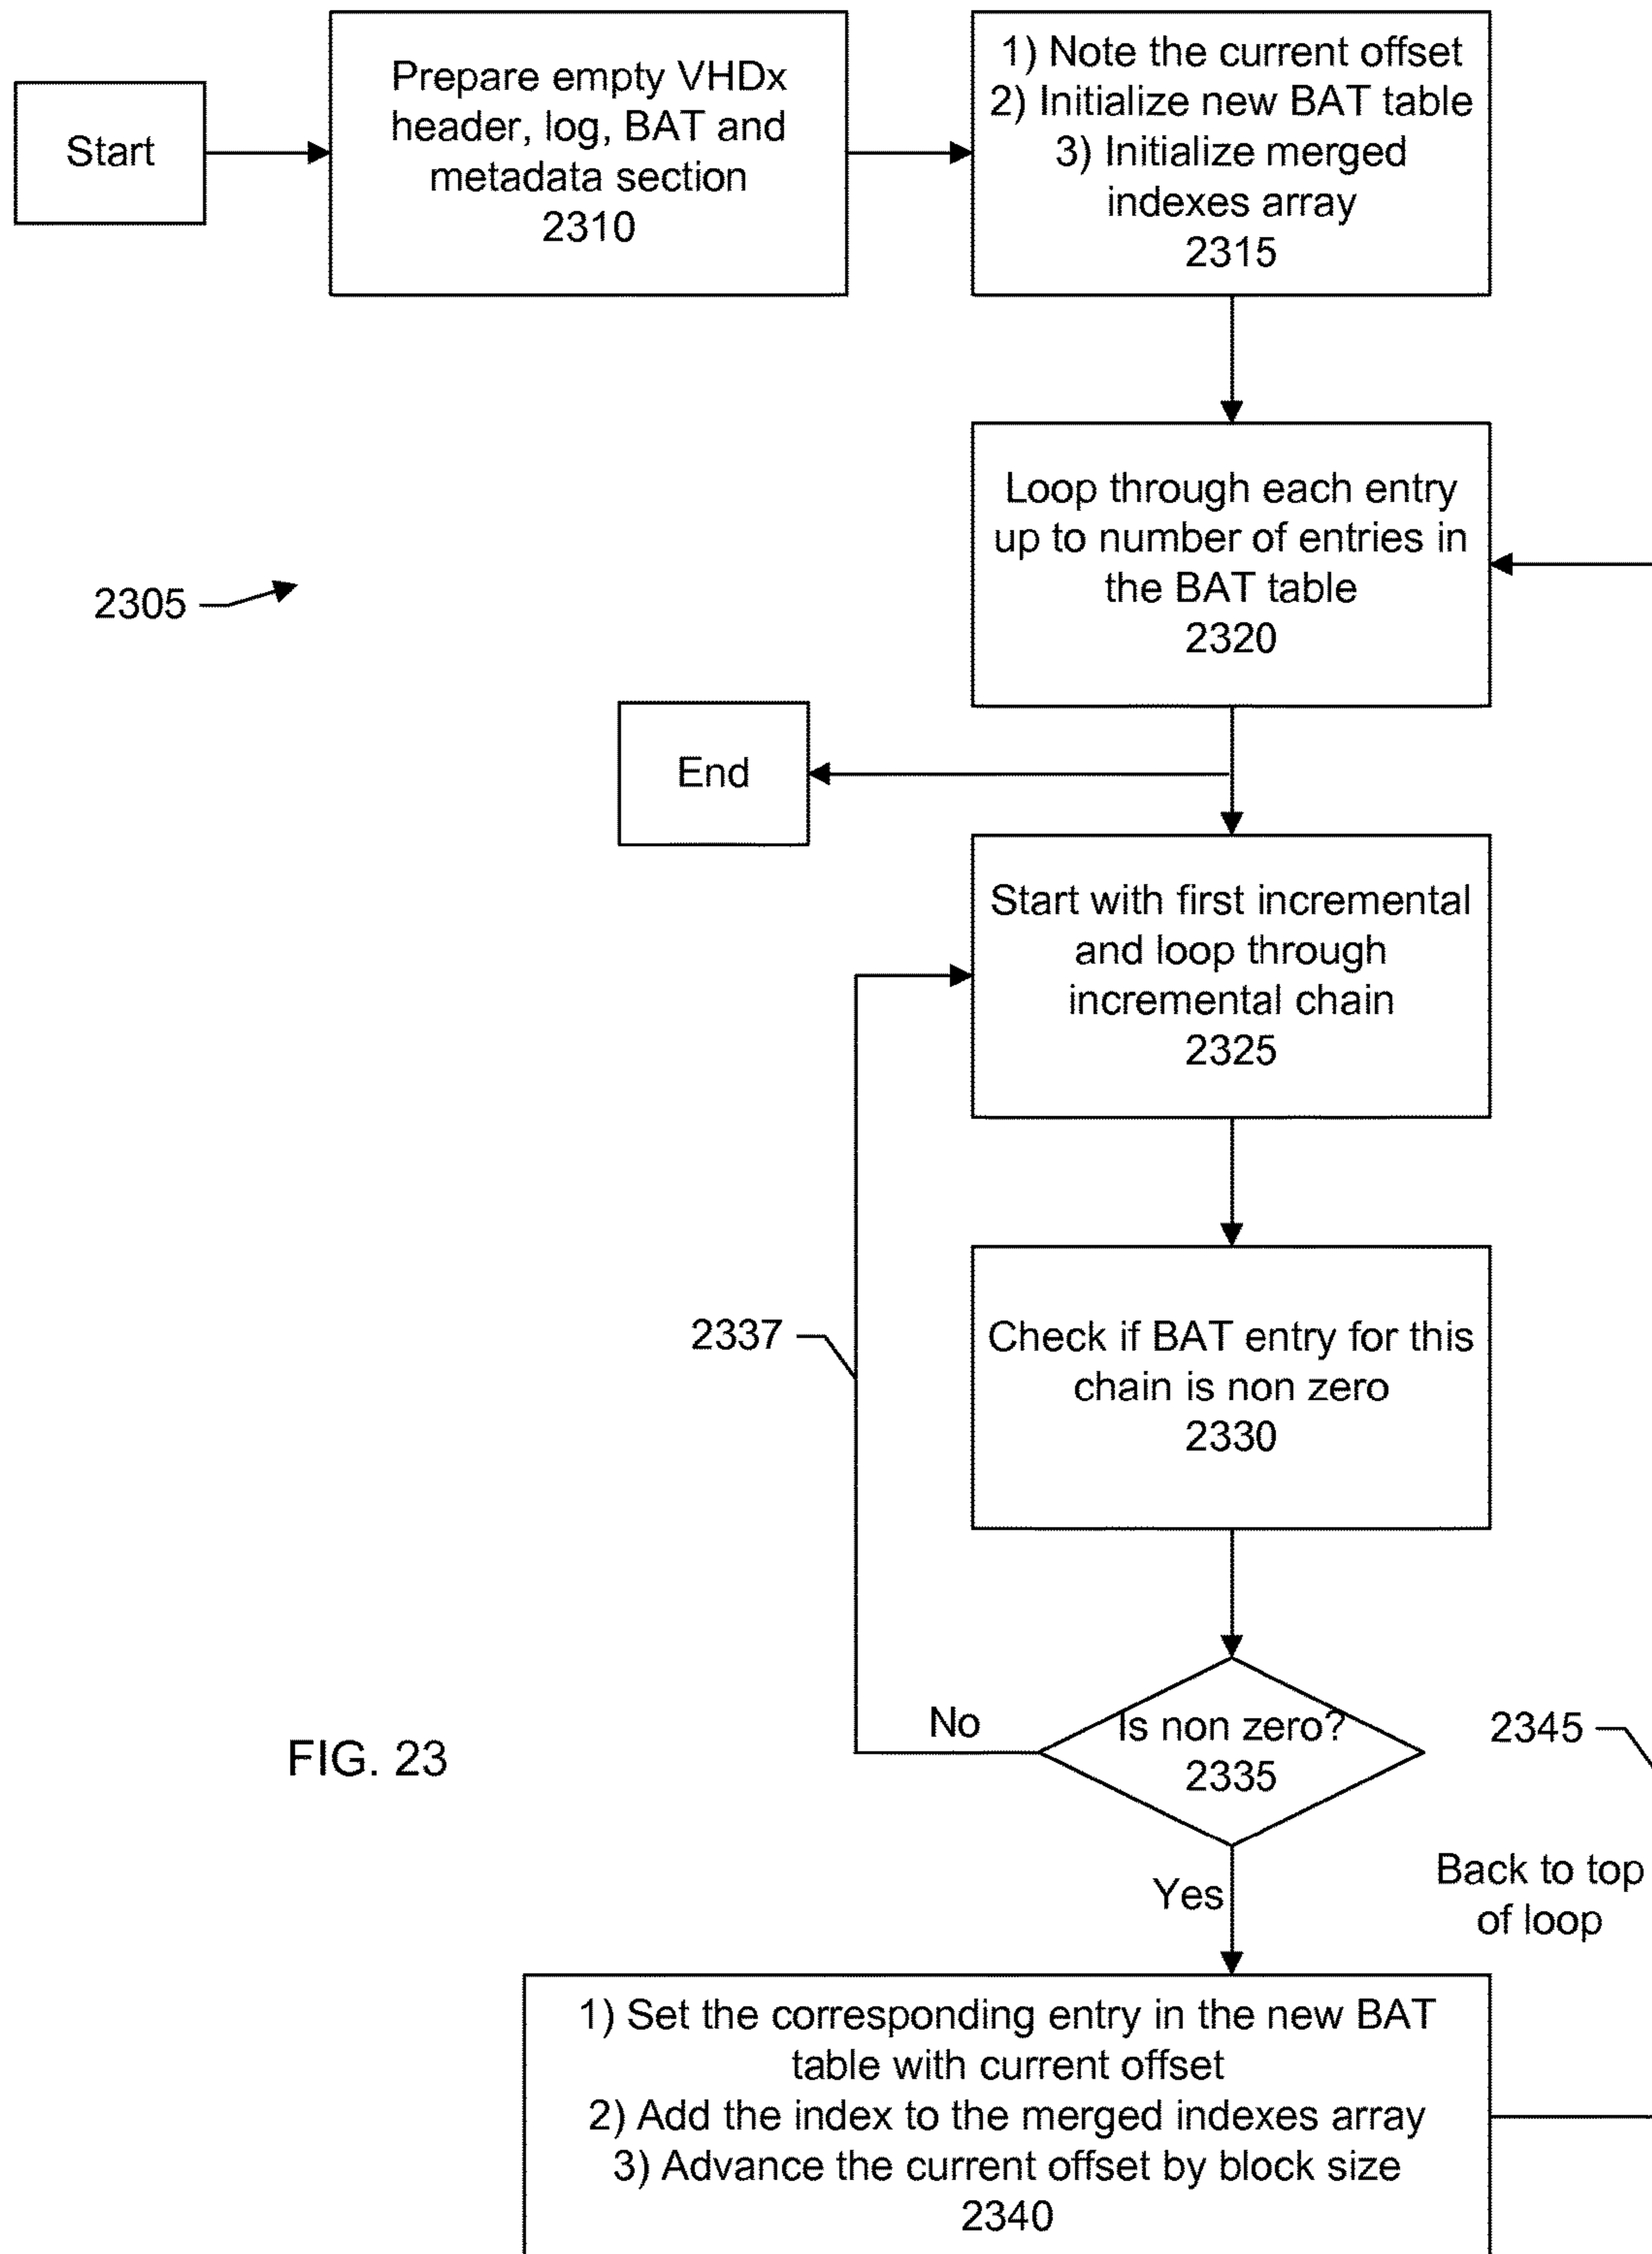 Start
Prepare empty VHDx
header, log, BAT and
metadata section
2310
1) Note the current offset
2) Initialize new BAT table
3) Initialize merged
indexes array
2315
Loop through each entry
up to number of entries in
the BAT table
2320
2305
End
Start with first incremental
and loop through
incremental chain
2325
2337
Check if BAT entry for this
chain is non zero
2330
No
Is non zero?
2335
2345
FIG. 23
Yes
Back to top
of loop
1) Set the corresponding entry in the new BAT
table with current offset
2) Add the index to the merged indexes array
3) Advance the current offset by block size
2340